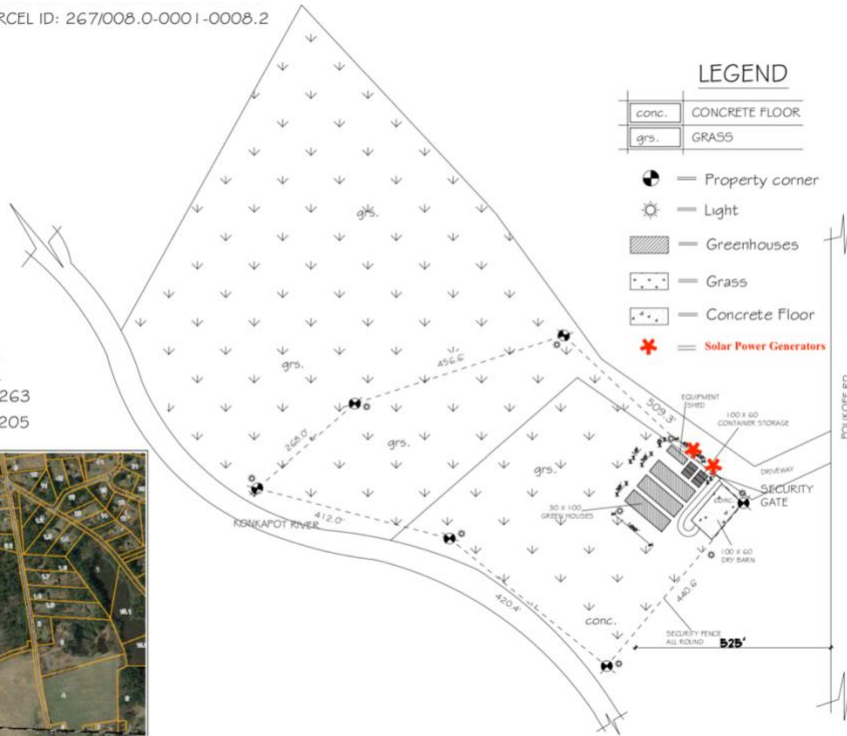 RCEL ID: 267/008.0-0001-0008.2
LEGEND
conc. CONCRETE FLOOR
grs. GRASS
Property corner
Light
Greenhouses
Grass
Concrete Floor
Solar Power Generators
grs.
grs.
456.6'
263
205
268.0'
grs.
grs.
509.3'
EQUIPMENT
SHED
100 X 60
CONTAINER STORAGE
DRIVEWAY
SECURITY
GATE
conc.
50 X 100
GREEN HOUSES
412.0'
KONKAPOT RIVER
100 X 60
DRY BARN
420.4'
440.6'
conc.
SECURITY FENCE
ALL ROUND
525'